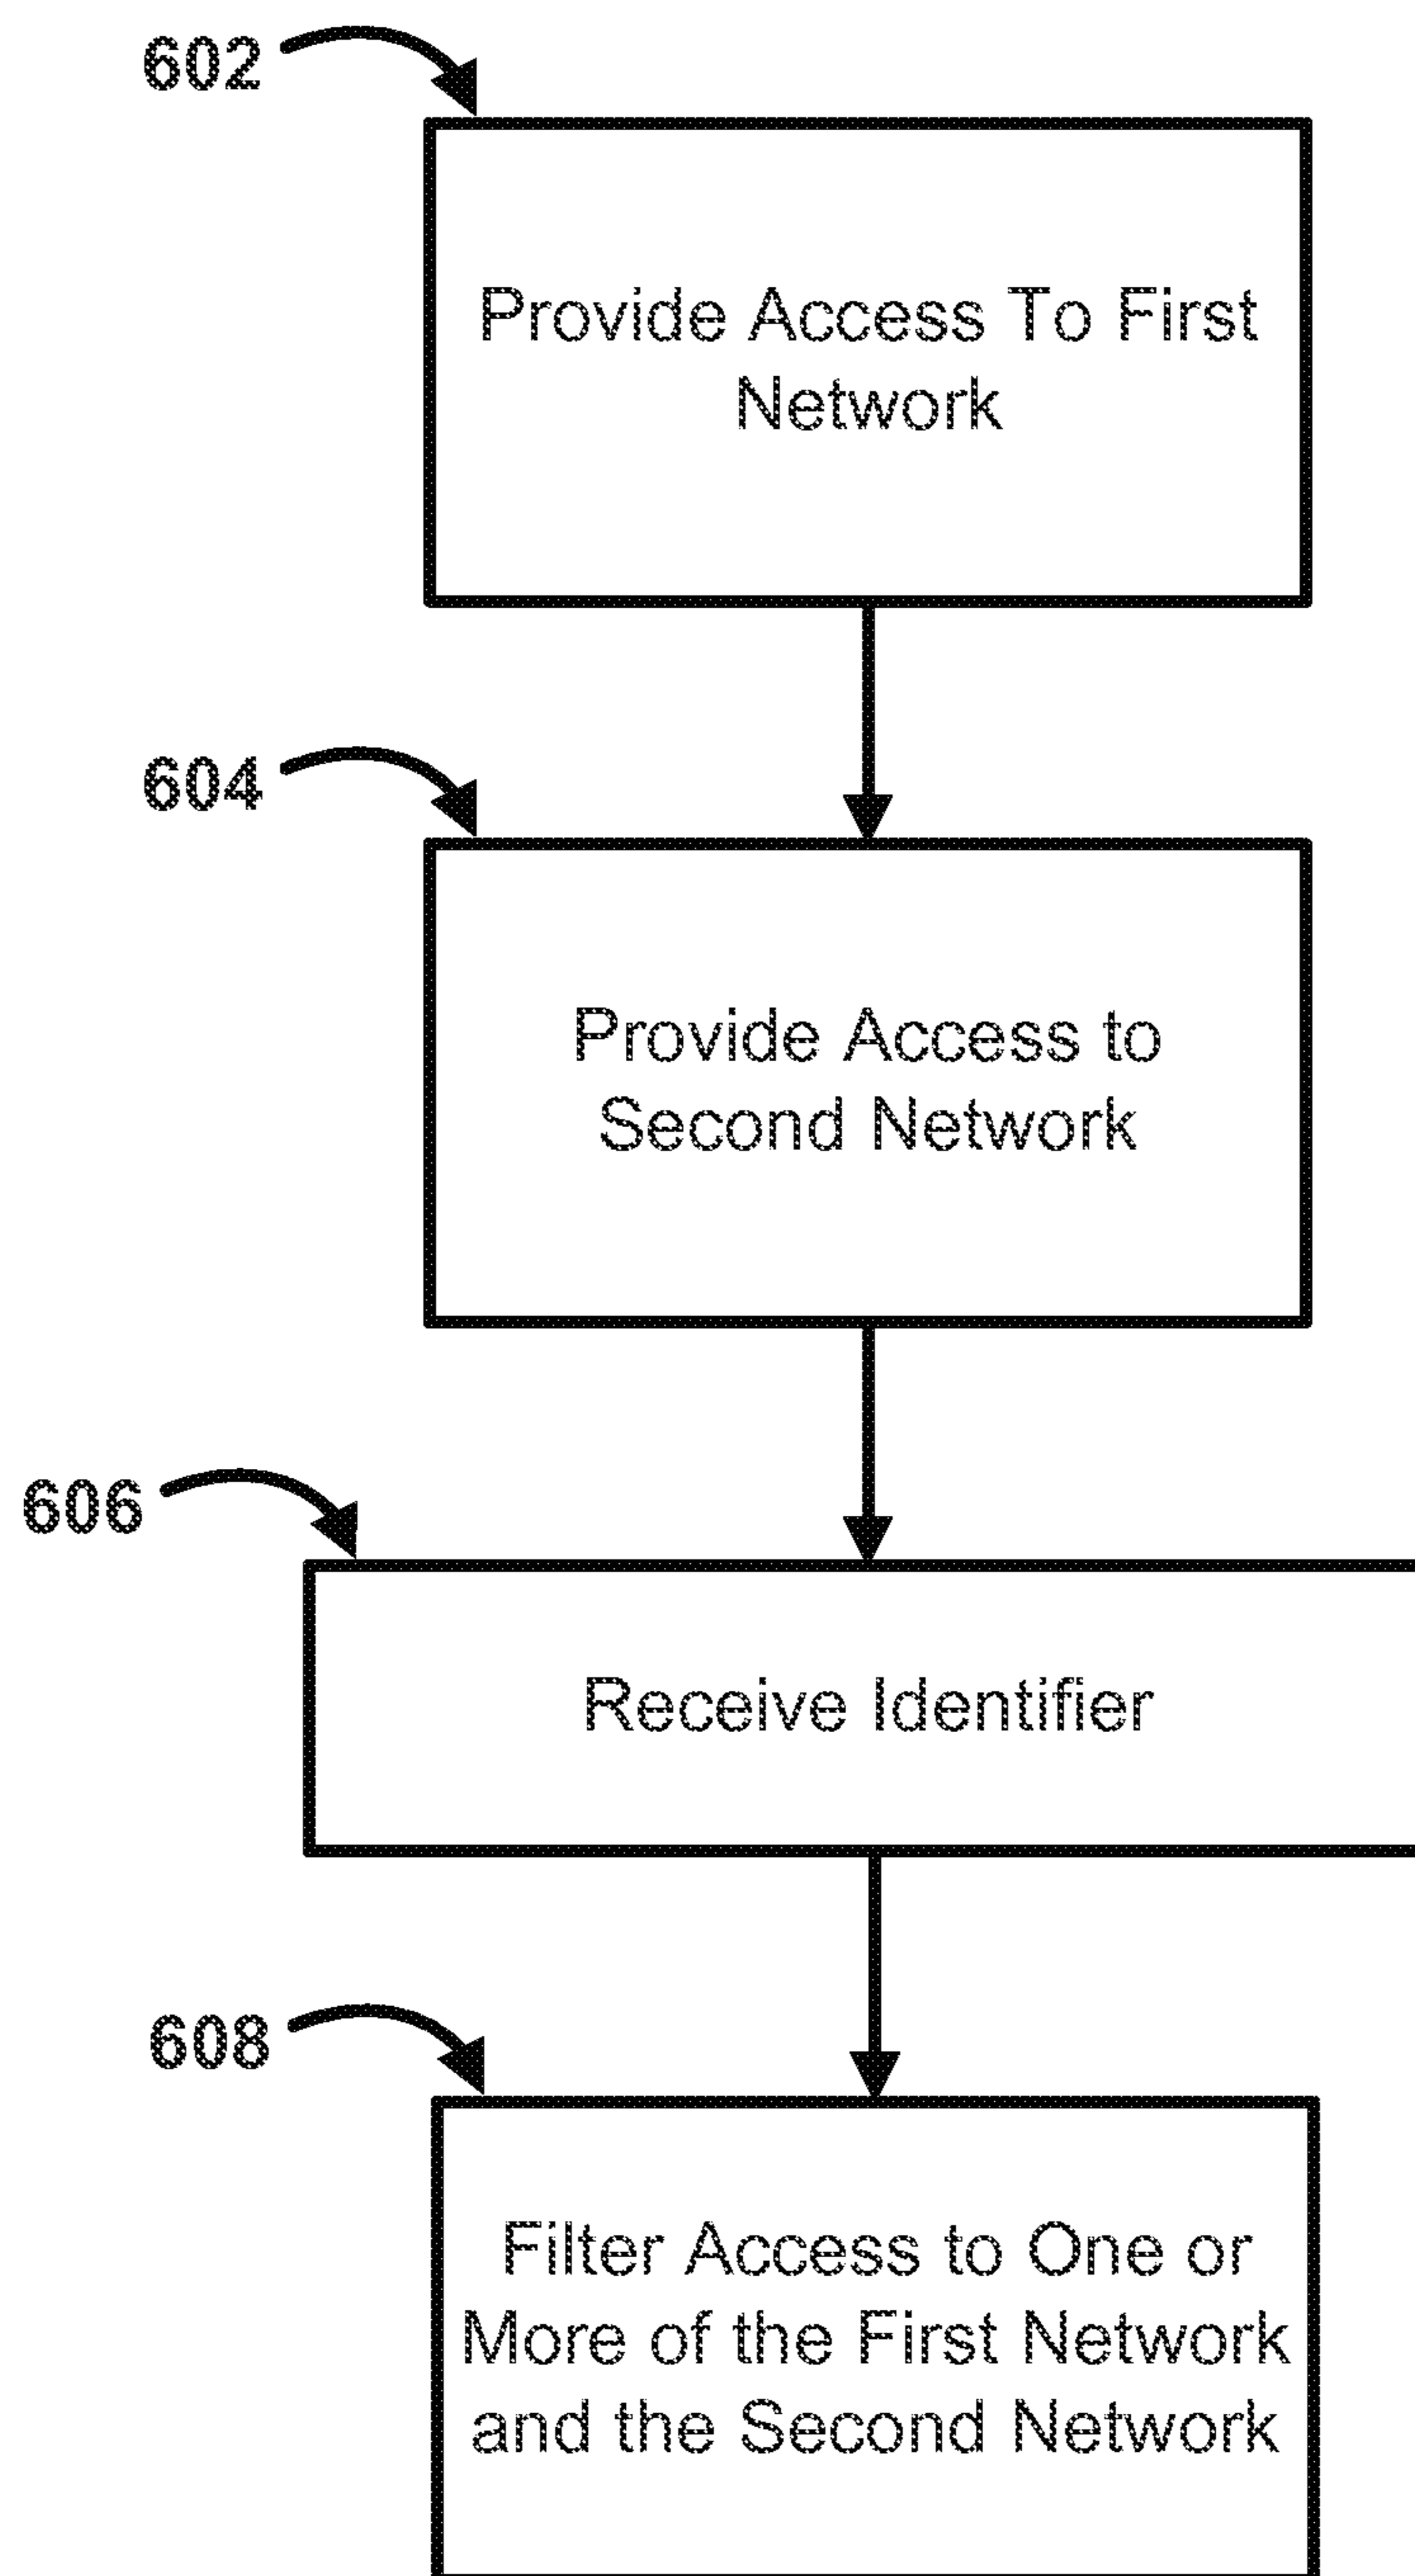 602
Provide Access To First
Network
604
Provide Access to
Second Network
606
Receive Identifier
608
Filter Access to One or
More of the First Network
and the Second Network